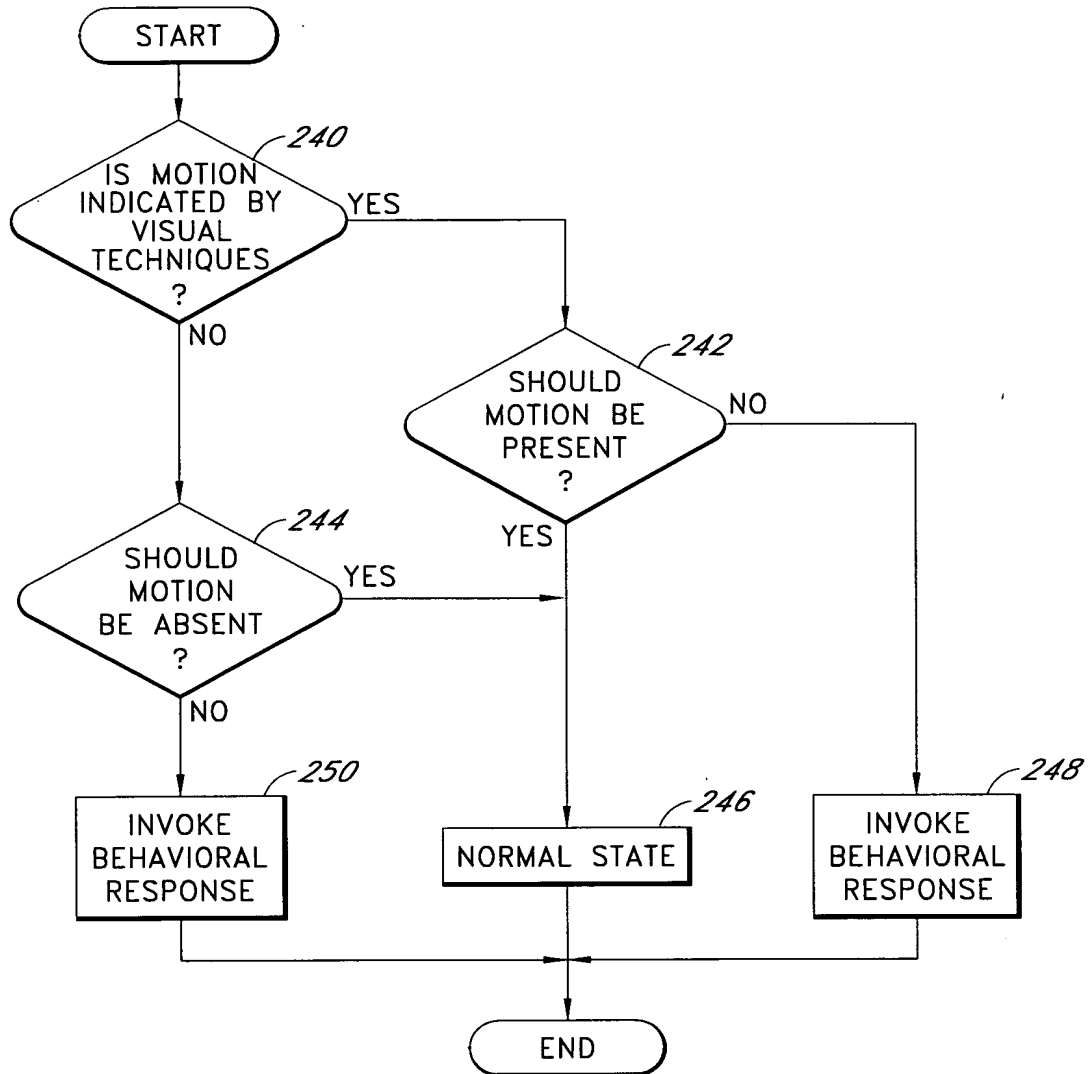 START
240
IS MOTION
INDICATED BY
VISUAL
TECHNIQUES
?
YES
NO
242
SHOULD
MOTION BE
PRESENT
?
NO
YES
244
SHOULD
MOTION
BE ABSENT
?
YES
NO
250
INVOKE
BEHAVIORAL
RESPONSE
246
NORMAL STATE
248
INVOKE
BEHAVIORAL
RESPONSE
END